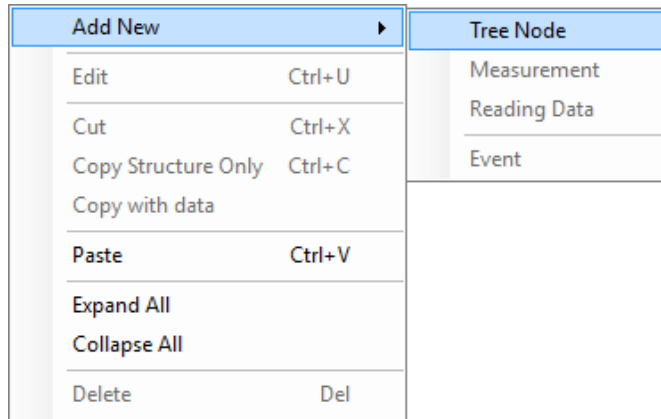 Add New
Edit Ctrl+U
Cut Ctrl+X
Copy Structure Only Ctrl+C
Copy with data
Paste Ctrl+V
Expand All
Collapse All
Delete Del
Tree Node
Measurement
Reading Data
Event